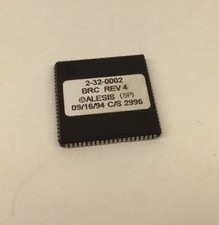 2-32-0002
BRC REV 4
©ALESIS (SP)
09/16/94 C/S 2996